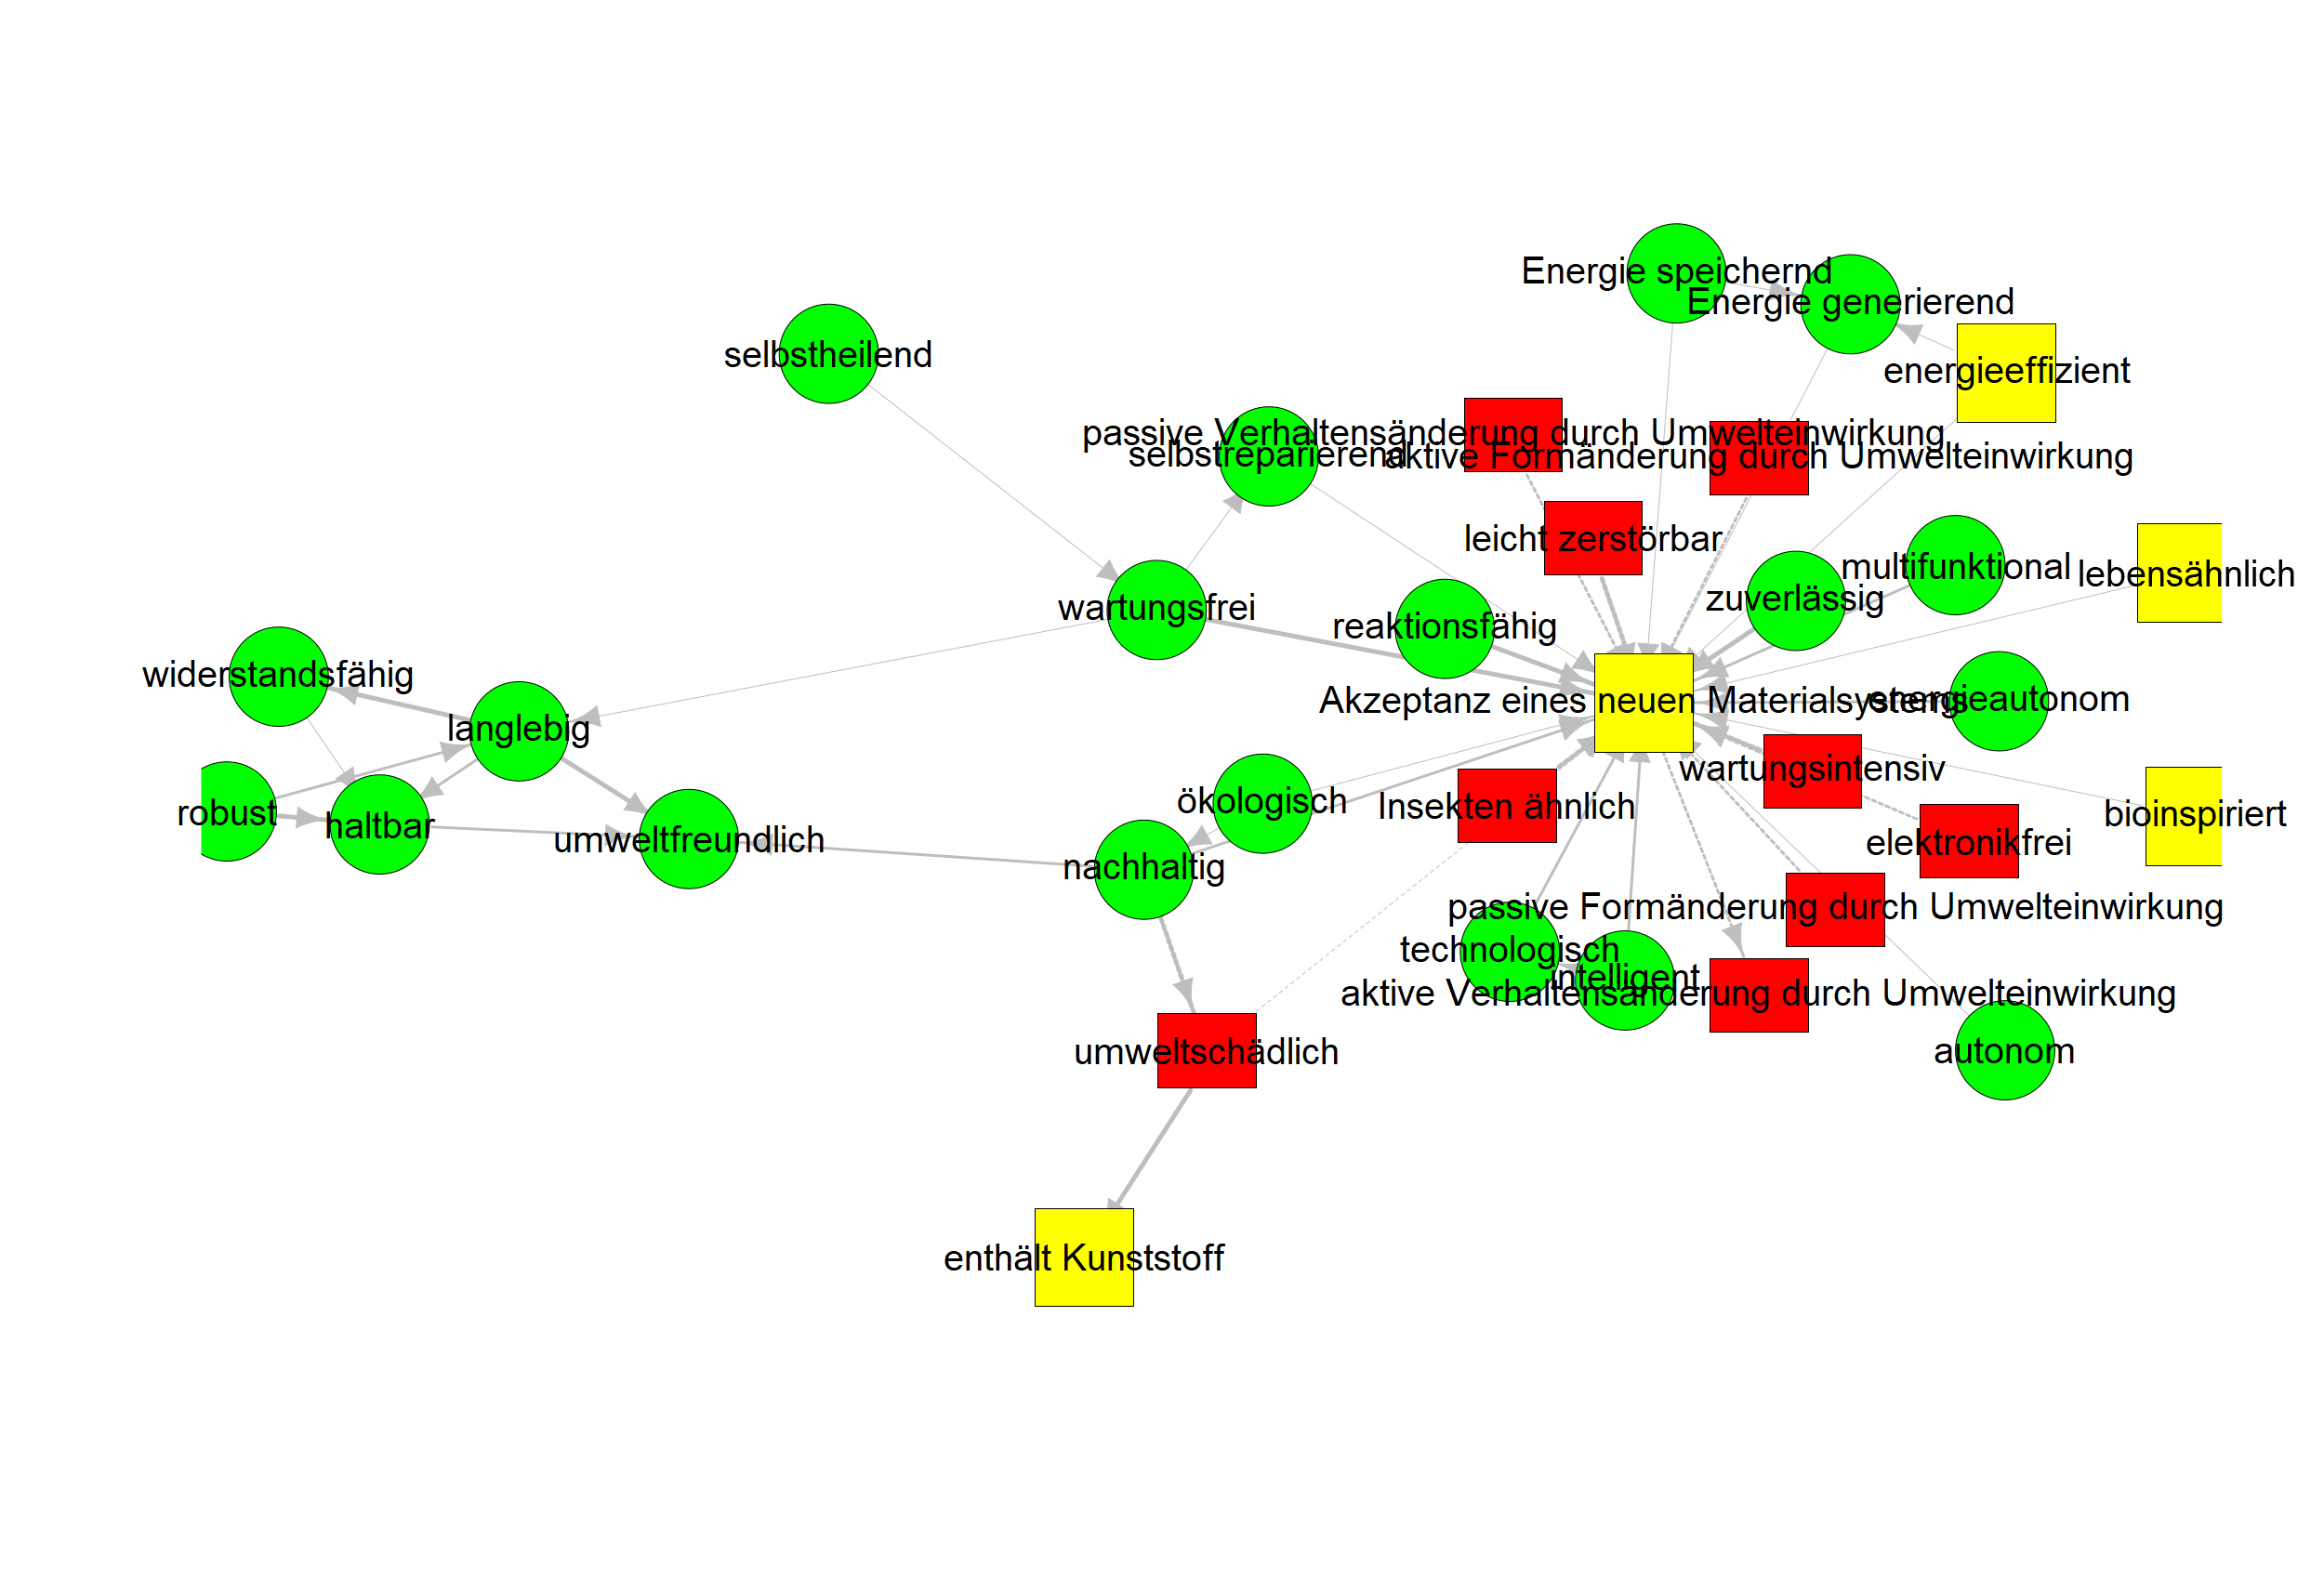 Energie speichernd
Energie generierend
selbstheilend
energieeffizient
passive Verhaltensänderung durch Umwelteinwirkung
selbstreparierend
aktive Formänderung durch Umwelteinwirkung
leicht zerstörbar
multifunktional
lebensähnlich
zuverlässig
wartungsfrei
reaktionsfähig
widerstandsfähig
Akzeptanz eines neuen Materialsystems
energieautonom
langlebig
wartungsintensiv
ökologisch
Insekten ähnlich
robust
haltbar
bioinspiriert
umweltfreundlich
elektronikfrei
nachhaltig
passive Formänderung durch Umwelteinwirkung
technologisch
intelligent
aktive Verhaltensänderung durch Umwelteinwirkung
umweltschädlich
autonom
enthält Kunststoff